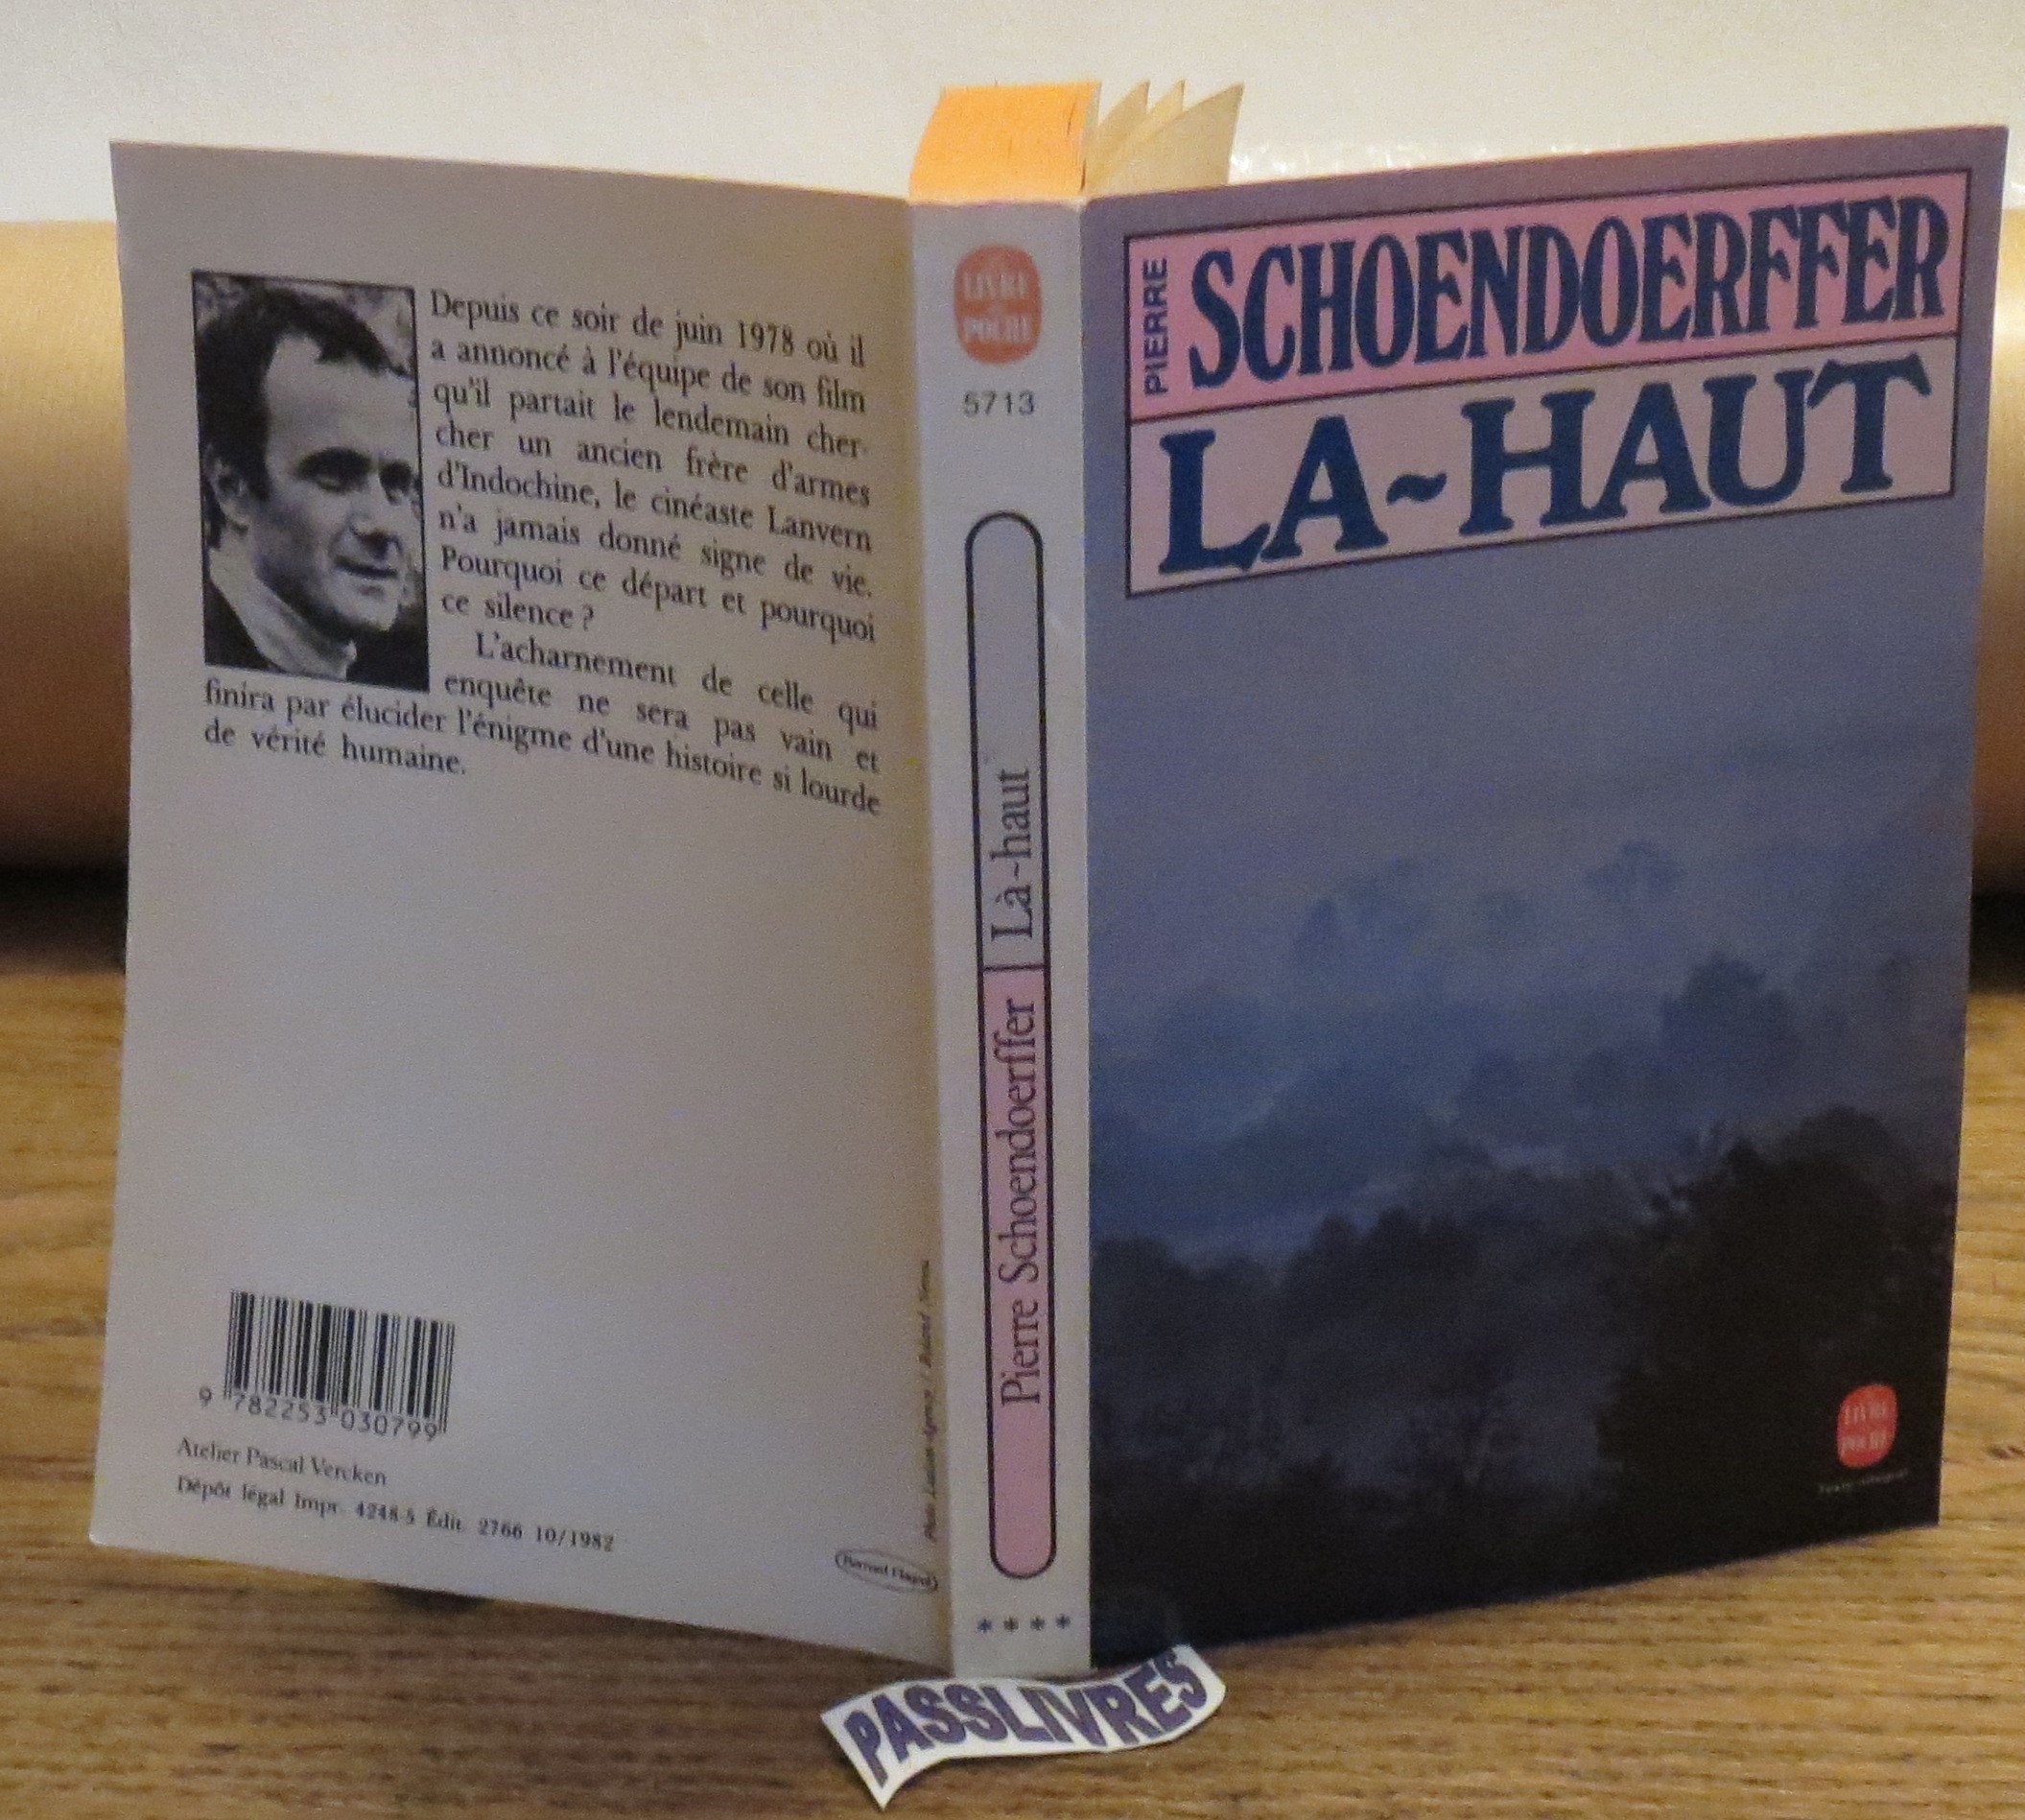 Depuis ce soir de juin 1978 où il
a annoncé à l'équipe de son film
qu'il partait le lendemain cher-
cher un ancien frère d'armes
d'Indochine, le cinéaste Lanvern
n'a jamais donné signe de vie.
Pourquoi ce départ et pourquoi
ce silence ?
L'acharnement de celle qui
enquête ne sera pas vain et
finira par élucider l'énigme d'une histoire si lourde
de vérité humaine.
9 782253 030799
Atelier Pascal Vercken
Dépôt légal Impr. 4248-5 Édit. 2766 10/1982
LIVRE
POCHE
5713
Pierre Schoendoerffer Là-haut
****
PIERRE SCHOENDOERFFER
LA-HAUT
LIVRE
POCHE
PASSLIVRES